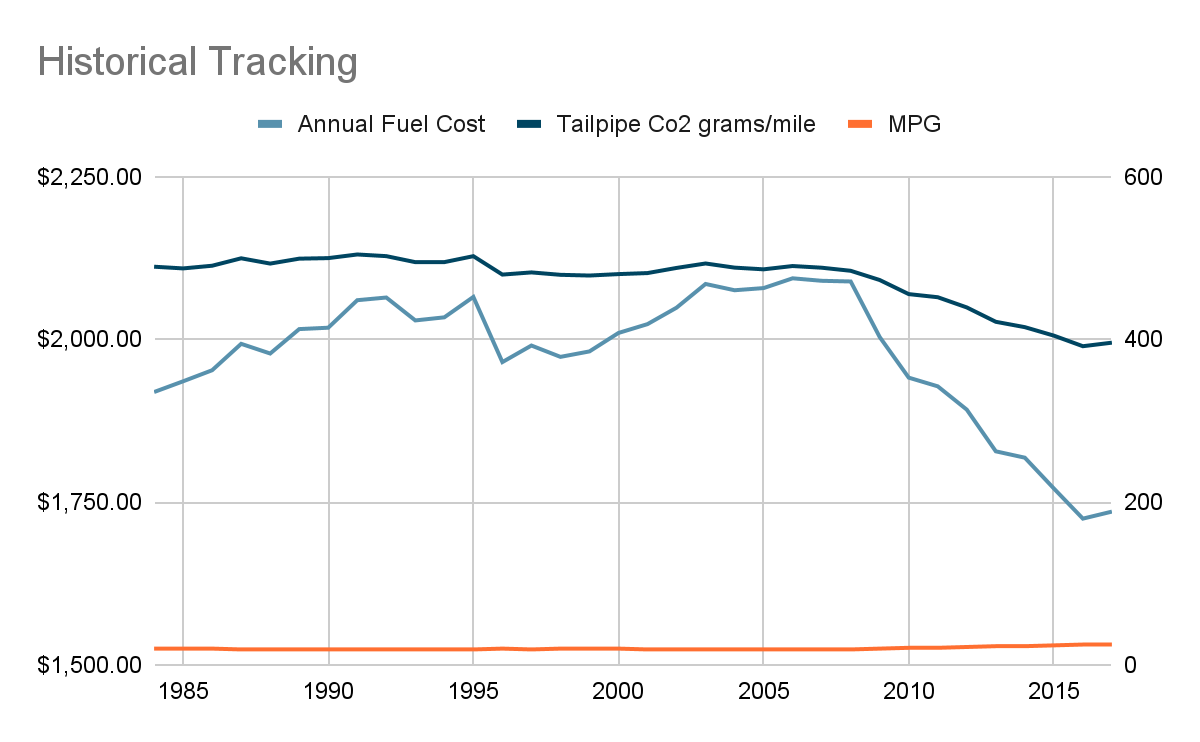 Historical Tracking
Annual Fuel Cost Tailpipe Co2 grams/mile MPG
$2,250.00 600
$2,000.00 400
$1,750.00 200
$1,500.00 0
1985 1990 1995 2000 2005 2010 2015